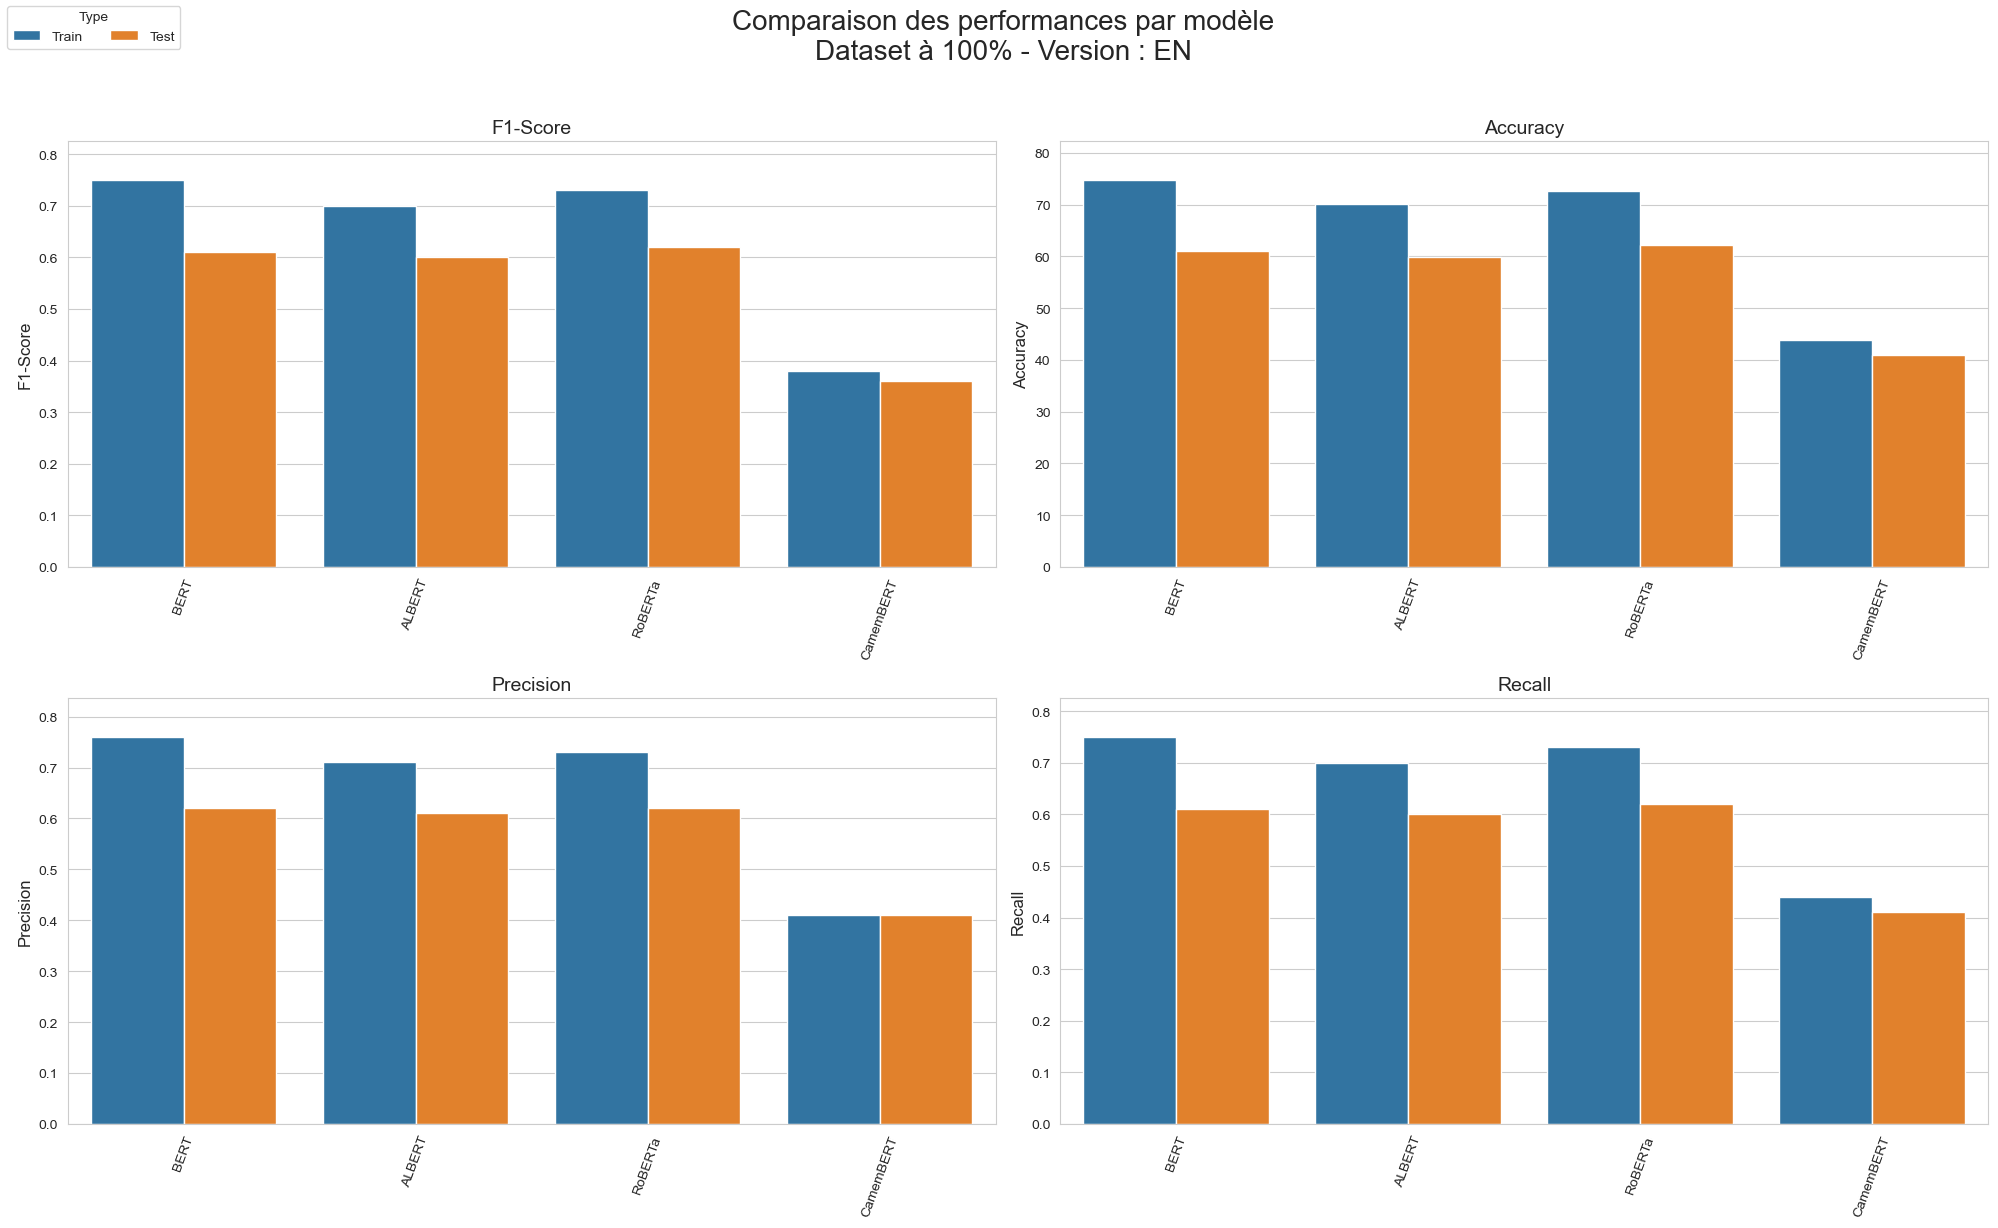 Type
Train Test
Comparaison des performances par modèle
Dataset à 100% - Version : EN
F1-Score
0.8
0.7
0.6
0.5
0.4
0.3
0.2
0.1
0.0
F1-Score
BERT
ALBERT
RoBERTa
CamemBERT
Accuracy
80
70
60
50
40
30
20
10
0
Accuracy
BERT
ALBERT
RoBERTa
CamemBERT
Precision
0.8
0.7
0.6
0.5
0.4
0.3
0.2
0.1
0.0
Precision
BERT
ALBERT
RoBERTa
CamemBERT
Recall
0.8
0.7
0.6
0.5
0.4
0.3
0.2
0.1
0.0
Recall
BERT
ALBERT
RoBERTa
CamemBERT